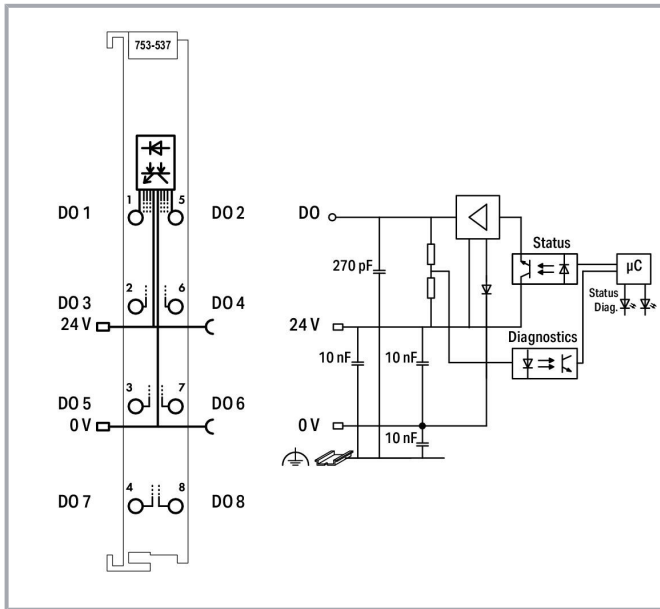 753-537
1 5
DO 1 DO 2
2 6
DO 3 DO 4
24 V
3 7
DO 5 DO 6
0 V
4 8
DO 7 DO 8
DO
270 pF
Status
µC
Status
Diag.
24 V
Diagnostics
10 nF 10 nF
0 V
10 nF